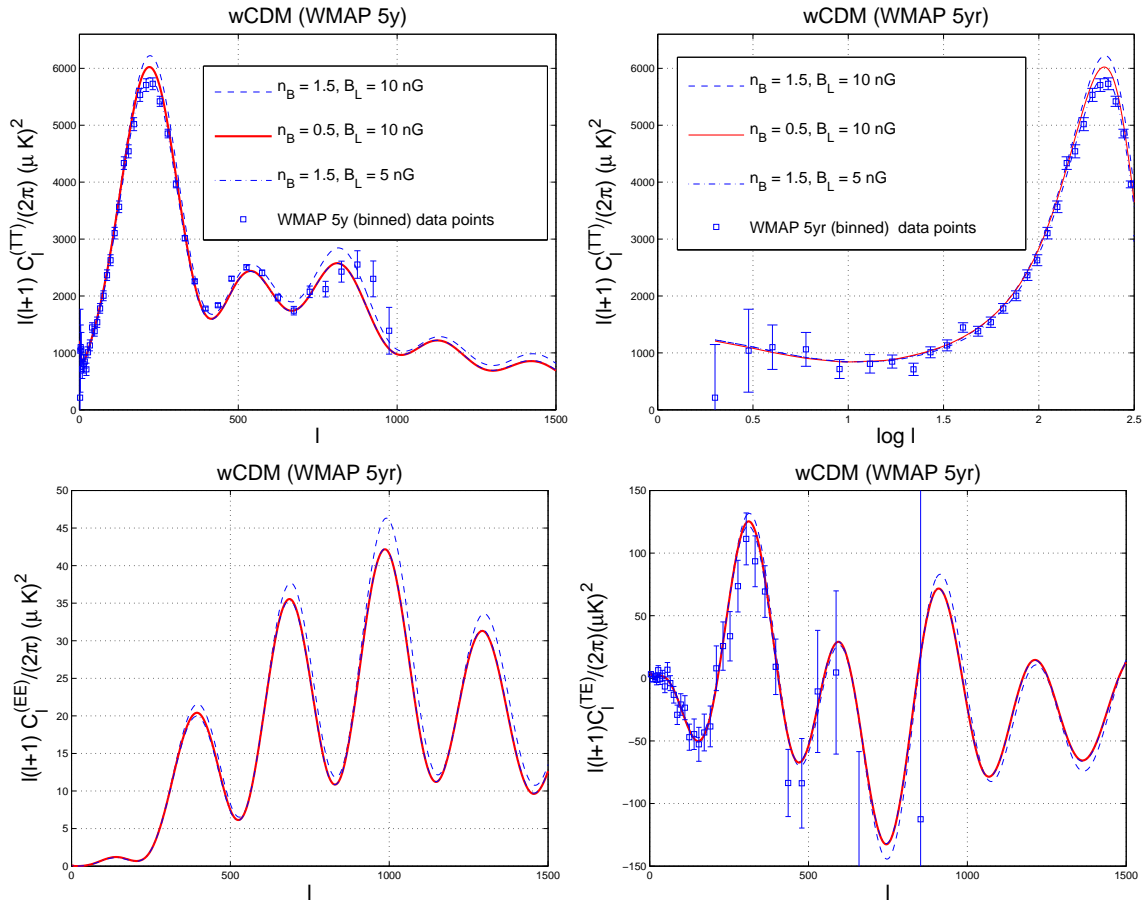 wCDM (WMAP 5y)
l(l+1) C_l^(TT)/(2π) (μ K)^2
6000
5000
4000
3000
2000
1000
0
n_B = 1.5, B_L = 10 nG
n_B = 0.5, B_L = 10 nG
n_B = 1.5, B_L = 5 nG
WMAP 5y (binned) data points
0
500
1000
1500
l
wCDM (WMAP 5yr)
l(l+1) C_l^(TT)/(2π) (μ K)^2
6000
5000
4000
3000
2000
1000
0
n_B = 1.5, B_L = 10 nG
n_B = 0.5, B_L = 10 nG
n_B = 1.5, B_L = 5 nG
WMAP 5yr (binned) data points
0
0.5
1
1.5
2
2.5
log l
wCDM (WMAP 5yr)
l(l+1) C_l^(EE)/(2π) (μ K)^2
50
45
40
35
30
25
20
15
10
5
0
0
500
1000
1500
l
wCDM (WMAP 5yr)
l(l+1)C_l^(TE)/(2π)(μK)^2
150
100
50
0
−50
−100
−150
0
500
1000
1500
l